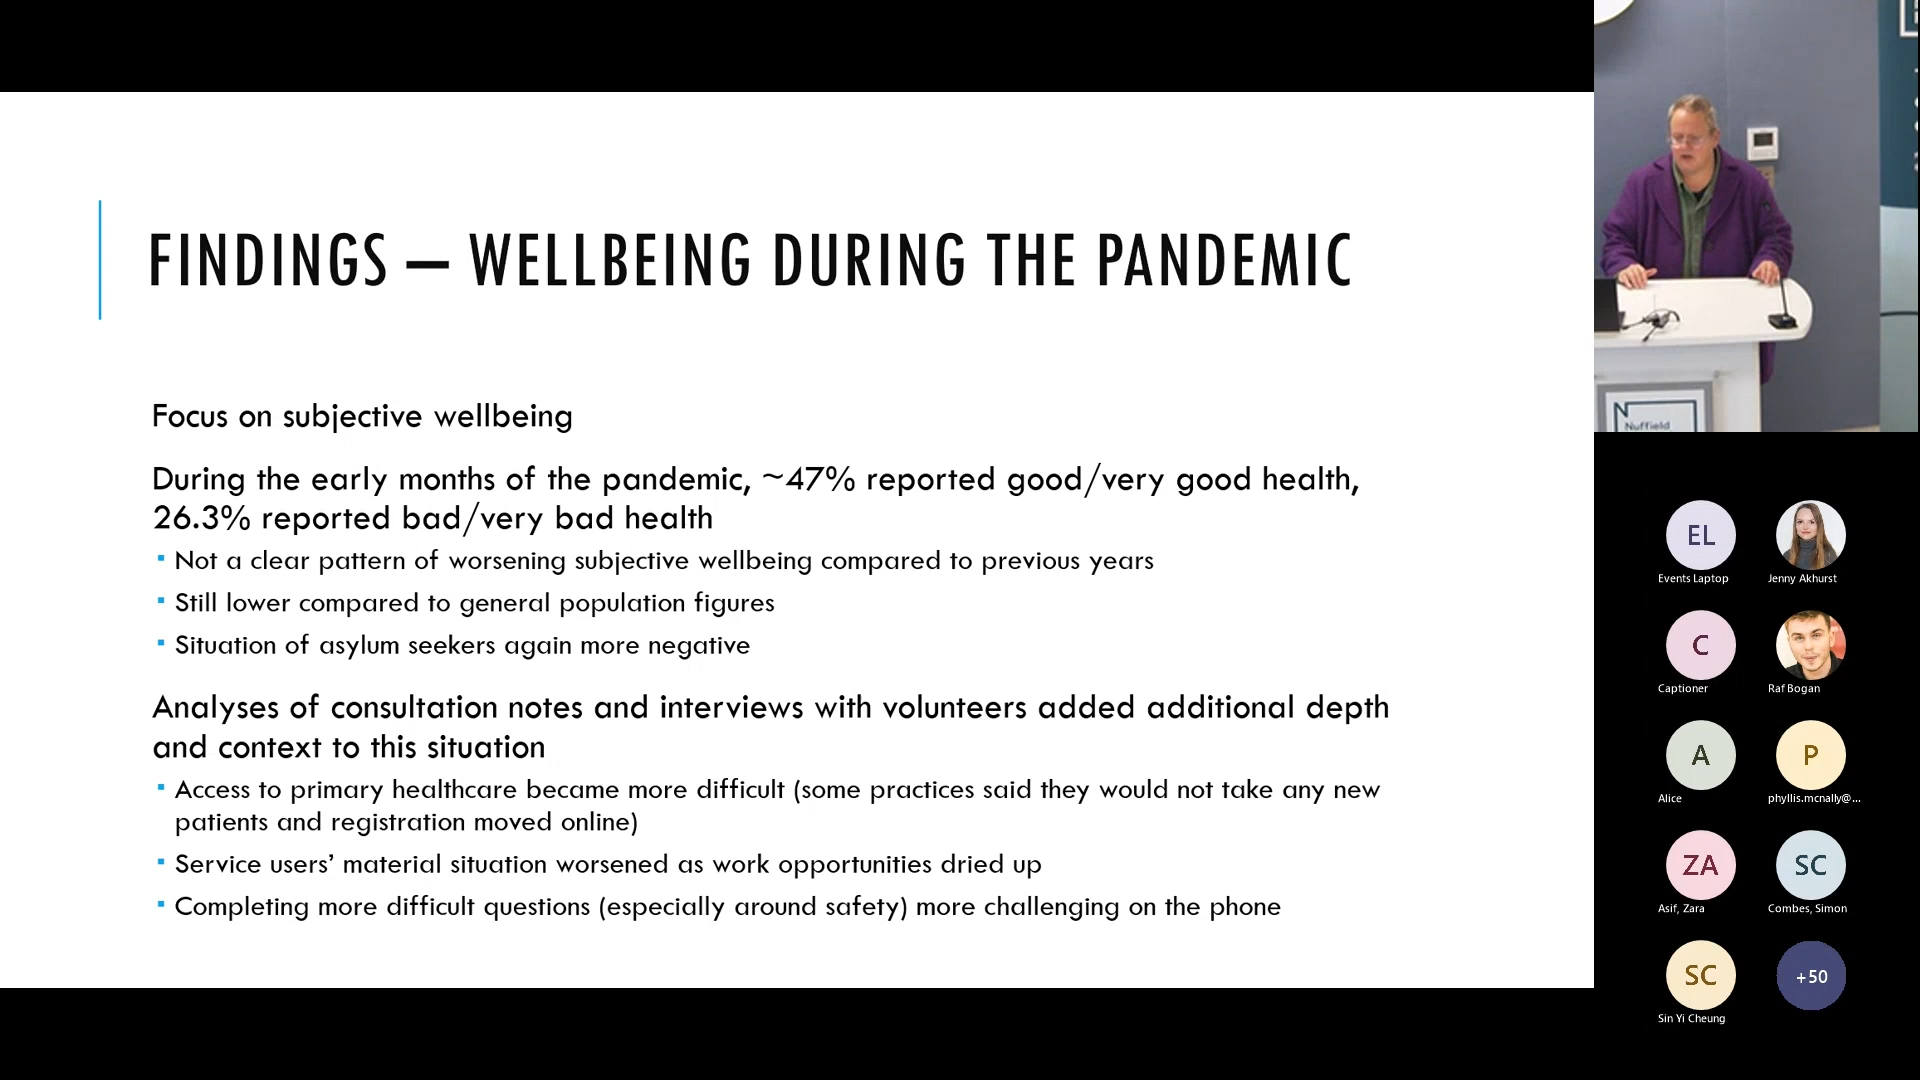 FINDINGS – WELLBEING DURING THE PANDEMIC
Focus on subjective wellbeing
During the early months of the pandemic, ~47% reported good/very good health,
26.3% reported bad/very bad health
▪ Not a clear pattern of worsening subjective wellbeing compared to previous years
▪ Still lower compared to general population figures
▪ Situation of asylum seekers again more negative
Analyses of consultation notes and interviews with volunteers added additional depth
and context to this situation
▪ Access to primary healthcare became more difficult (some practices said they would not take any new
patients and registration moved online)
▪ Service users’ material situation worsened as work opportunities dried up
▪ Completing more difficult questions (especially around safety) more challenging on the phone
N
Nuffield
EL
Events Laptop
Jenny Akhurst
C
Captioner
Raf Bogan
A
Alice
P
phyllis.mcnally@...
ZA
Asif, Zara
SC
Combes, Simon
SC
Sin Yi Cheung
+50